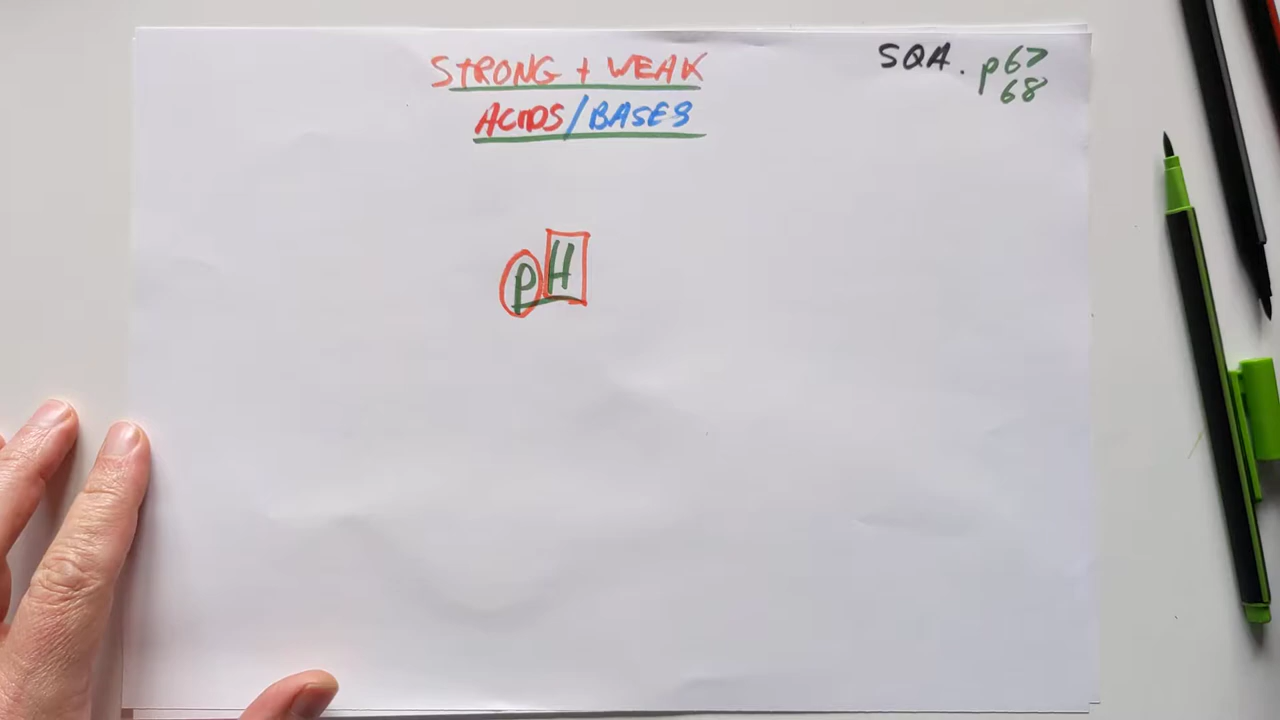 STRONG + WEAK
ACIDS/BASES
SQA. p67
68
pH